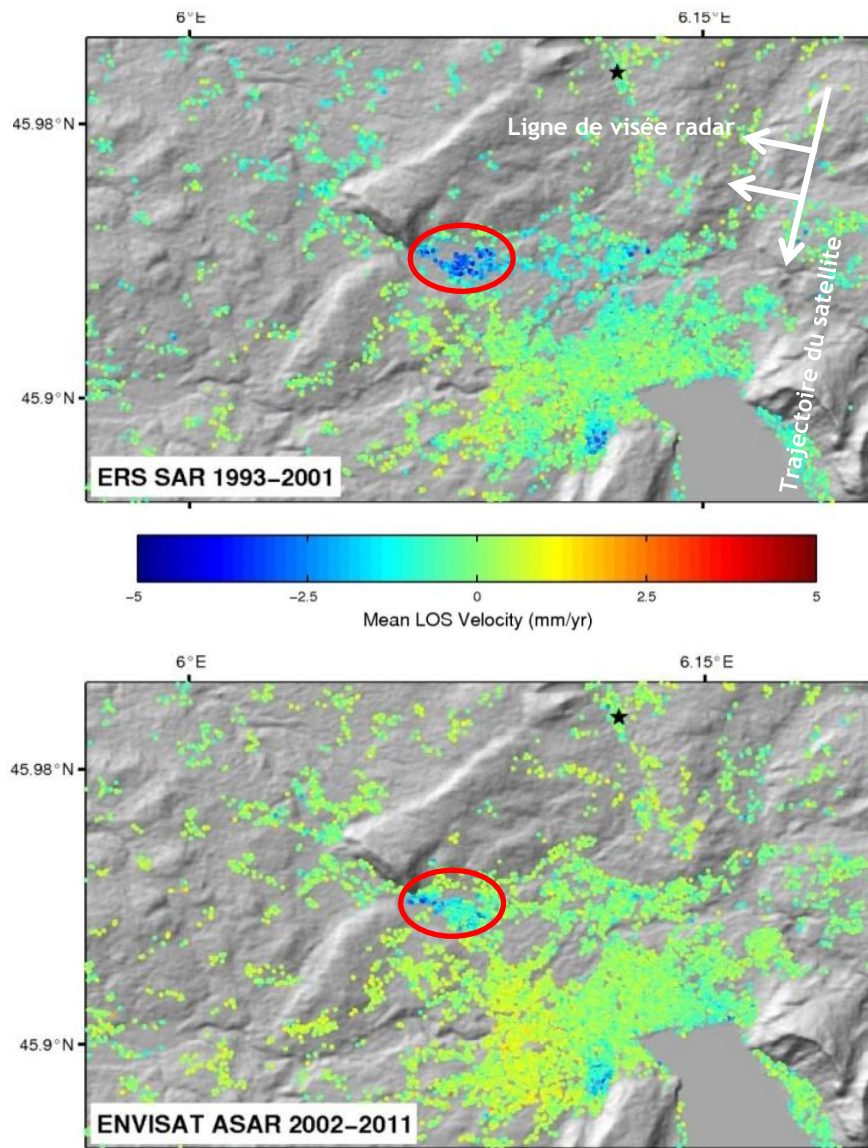 6°E 6.15°E
45.98°N
Ligne de visée radar
Trajectoire du satellite
45.9°N
ERS SAR 1993−2001
−5 −2.5 0 2.5 5
Mean LOS Velocity (mm/yr)
6°E 6.15°E
45.98°N
45.9°N
ENVISAT ASAR 2002−2011